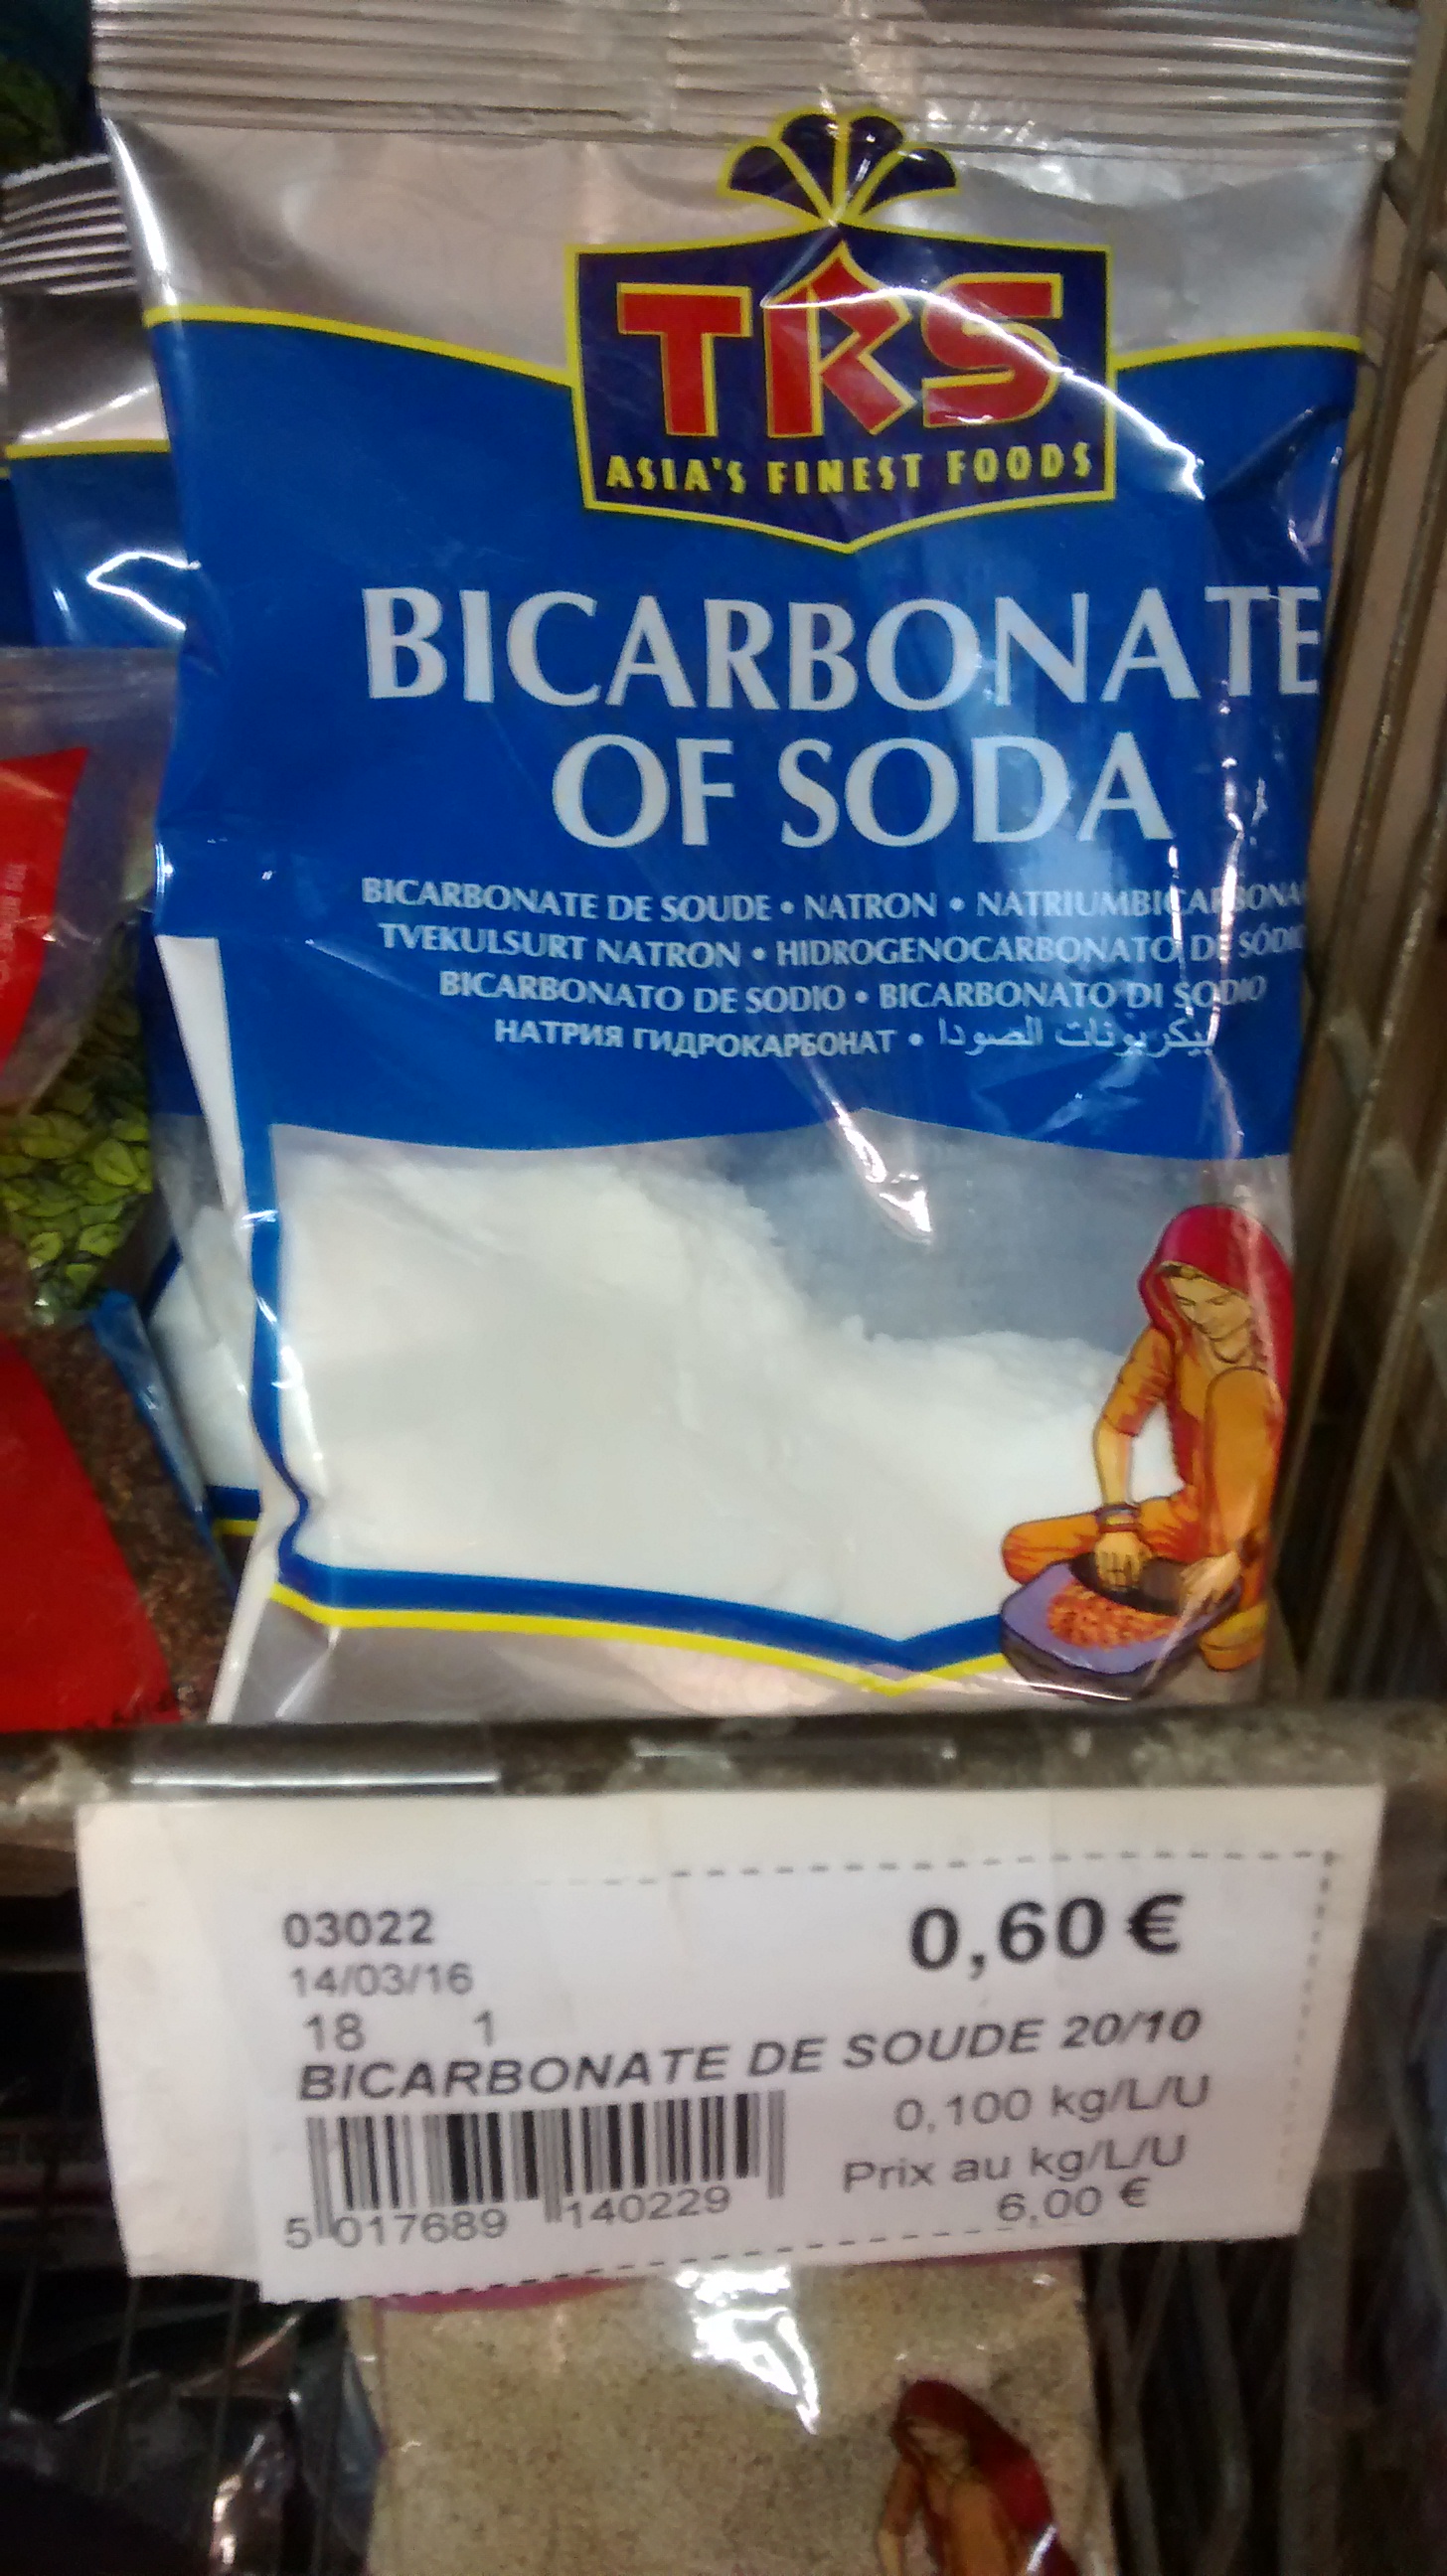 TRS
ASIA'S FINEST FOODS
BICARBONATE
OF SODA
BICARBONATE DE SOUDE • NATRON •
TVEKULSURT NATRON • HIDROGENOCARBONATO DE SÓDIO
BICARBONATO DE SODIO • BICARBONATO DI SODIO
НАТРИЯ ГИДРОКАРБОНАТ • بيكربونات الصودا
03022
0,60 €
14/03/16
18 1
BICARBONATE DE SOUDE 20/10
0,100 kg/L/U
Prix au kg/L/U
6,00 €
5 017689 140229